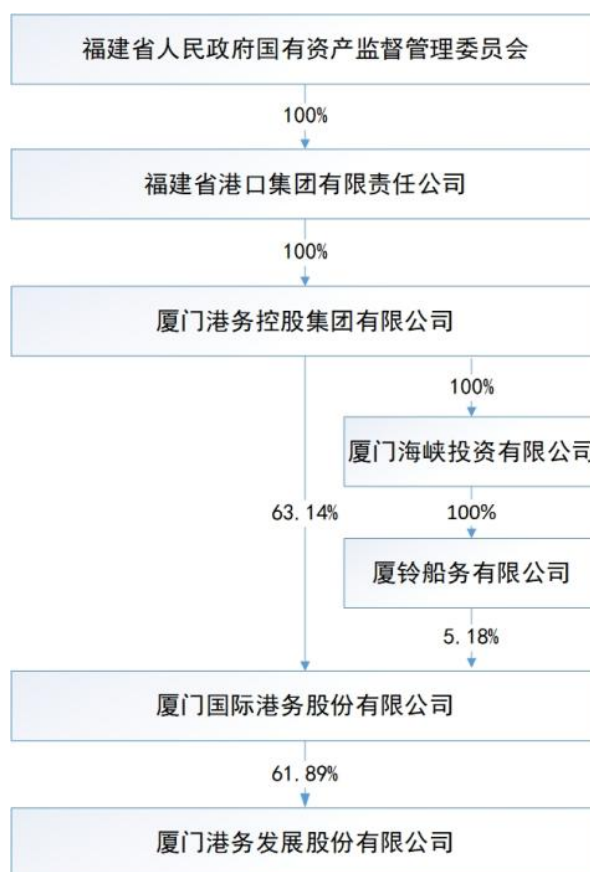 福建省人民政府国有资产监督管理委员会
100%
福建省港口集团有限责任公司
100%
厦门港务控股集团有限公司
100%
厦门海峡投资有限公司
63.14%
100%
厦铃船务有限公司
5.18%
厦门国际港务股份有限公司
61.89%
厦门港务发展股份有限公司